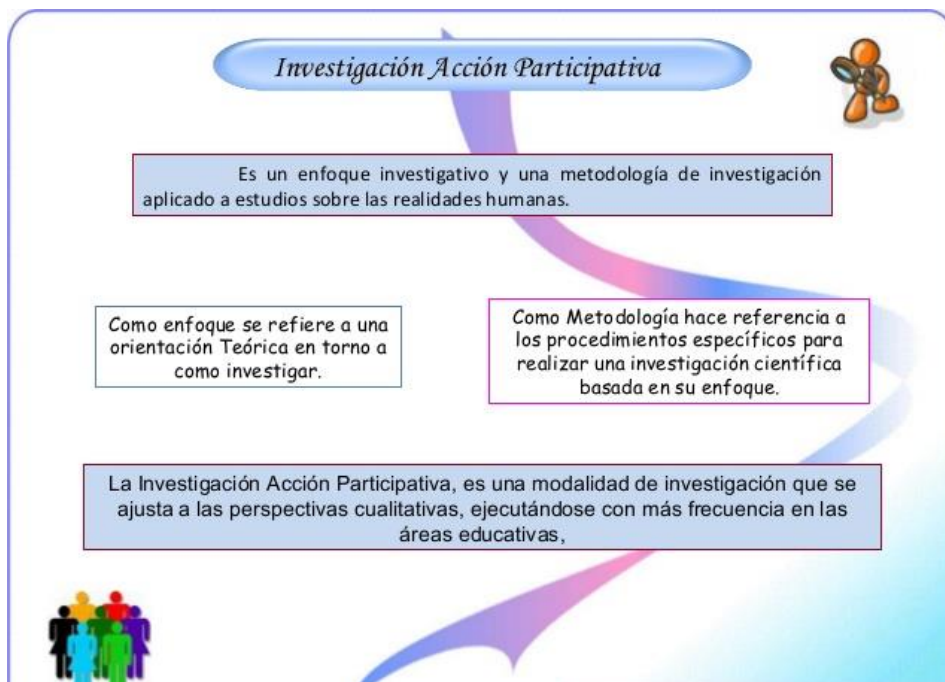 Investigación Acción Participativa
Es un enfoque investigativo y una metodología de investigación
aplicado a estudios sobre las realidades humanas.
Como enfoque se refiere a una
orientación Teórica en torno a
como investigar.
Como Metodología hace referencia a
los procedimientos específicos para
realizar una investigación científica
basada en su enfoque.
La Investigación Acción Participativa, es una modalidad de investigación que se
ajusta a las perspectivas cualitativas, ejecutándose con más frecuencia en las
áreas educativas,